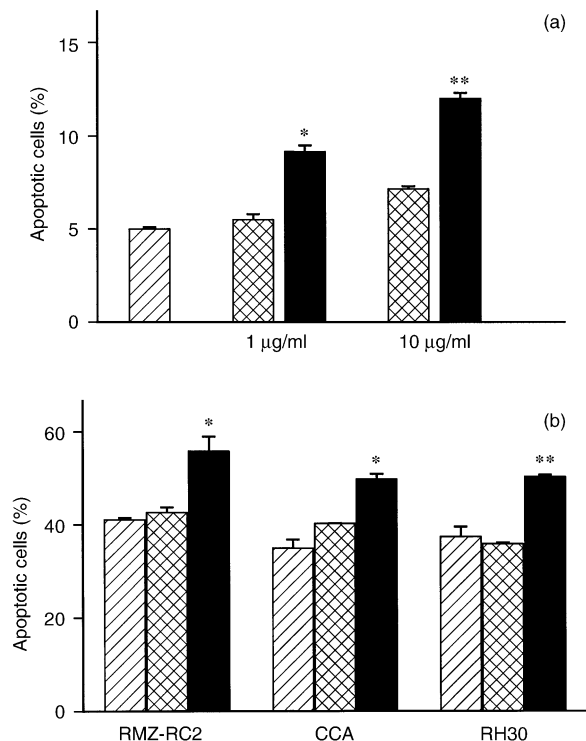 (a)
15
10
5
0
Apoptotic cells (%)
*
**
1 μg/ml 10 μg/ml
(b)
60
40
20
0
Apoptotic cells (%)
*
*
**
RMZ-RC2 CCA RH30